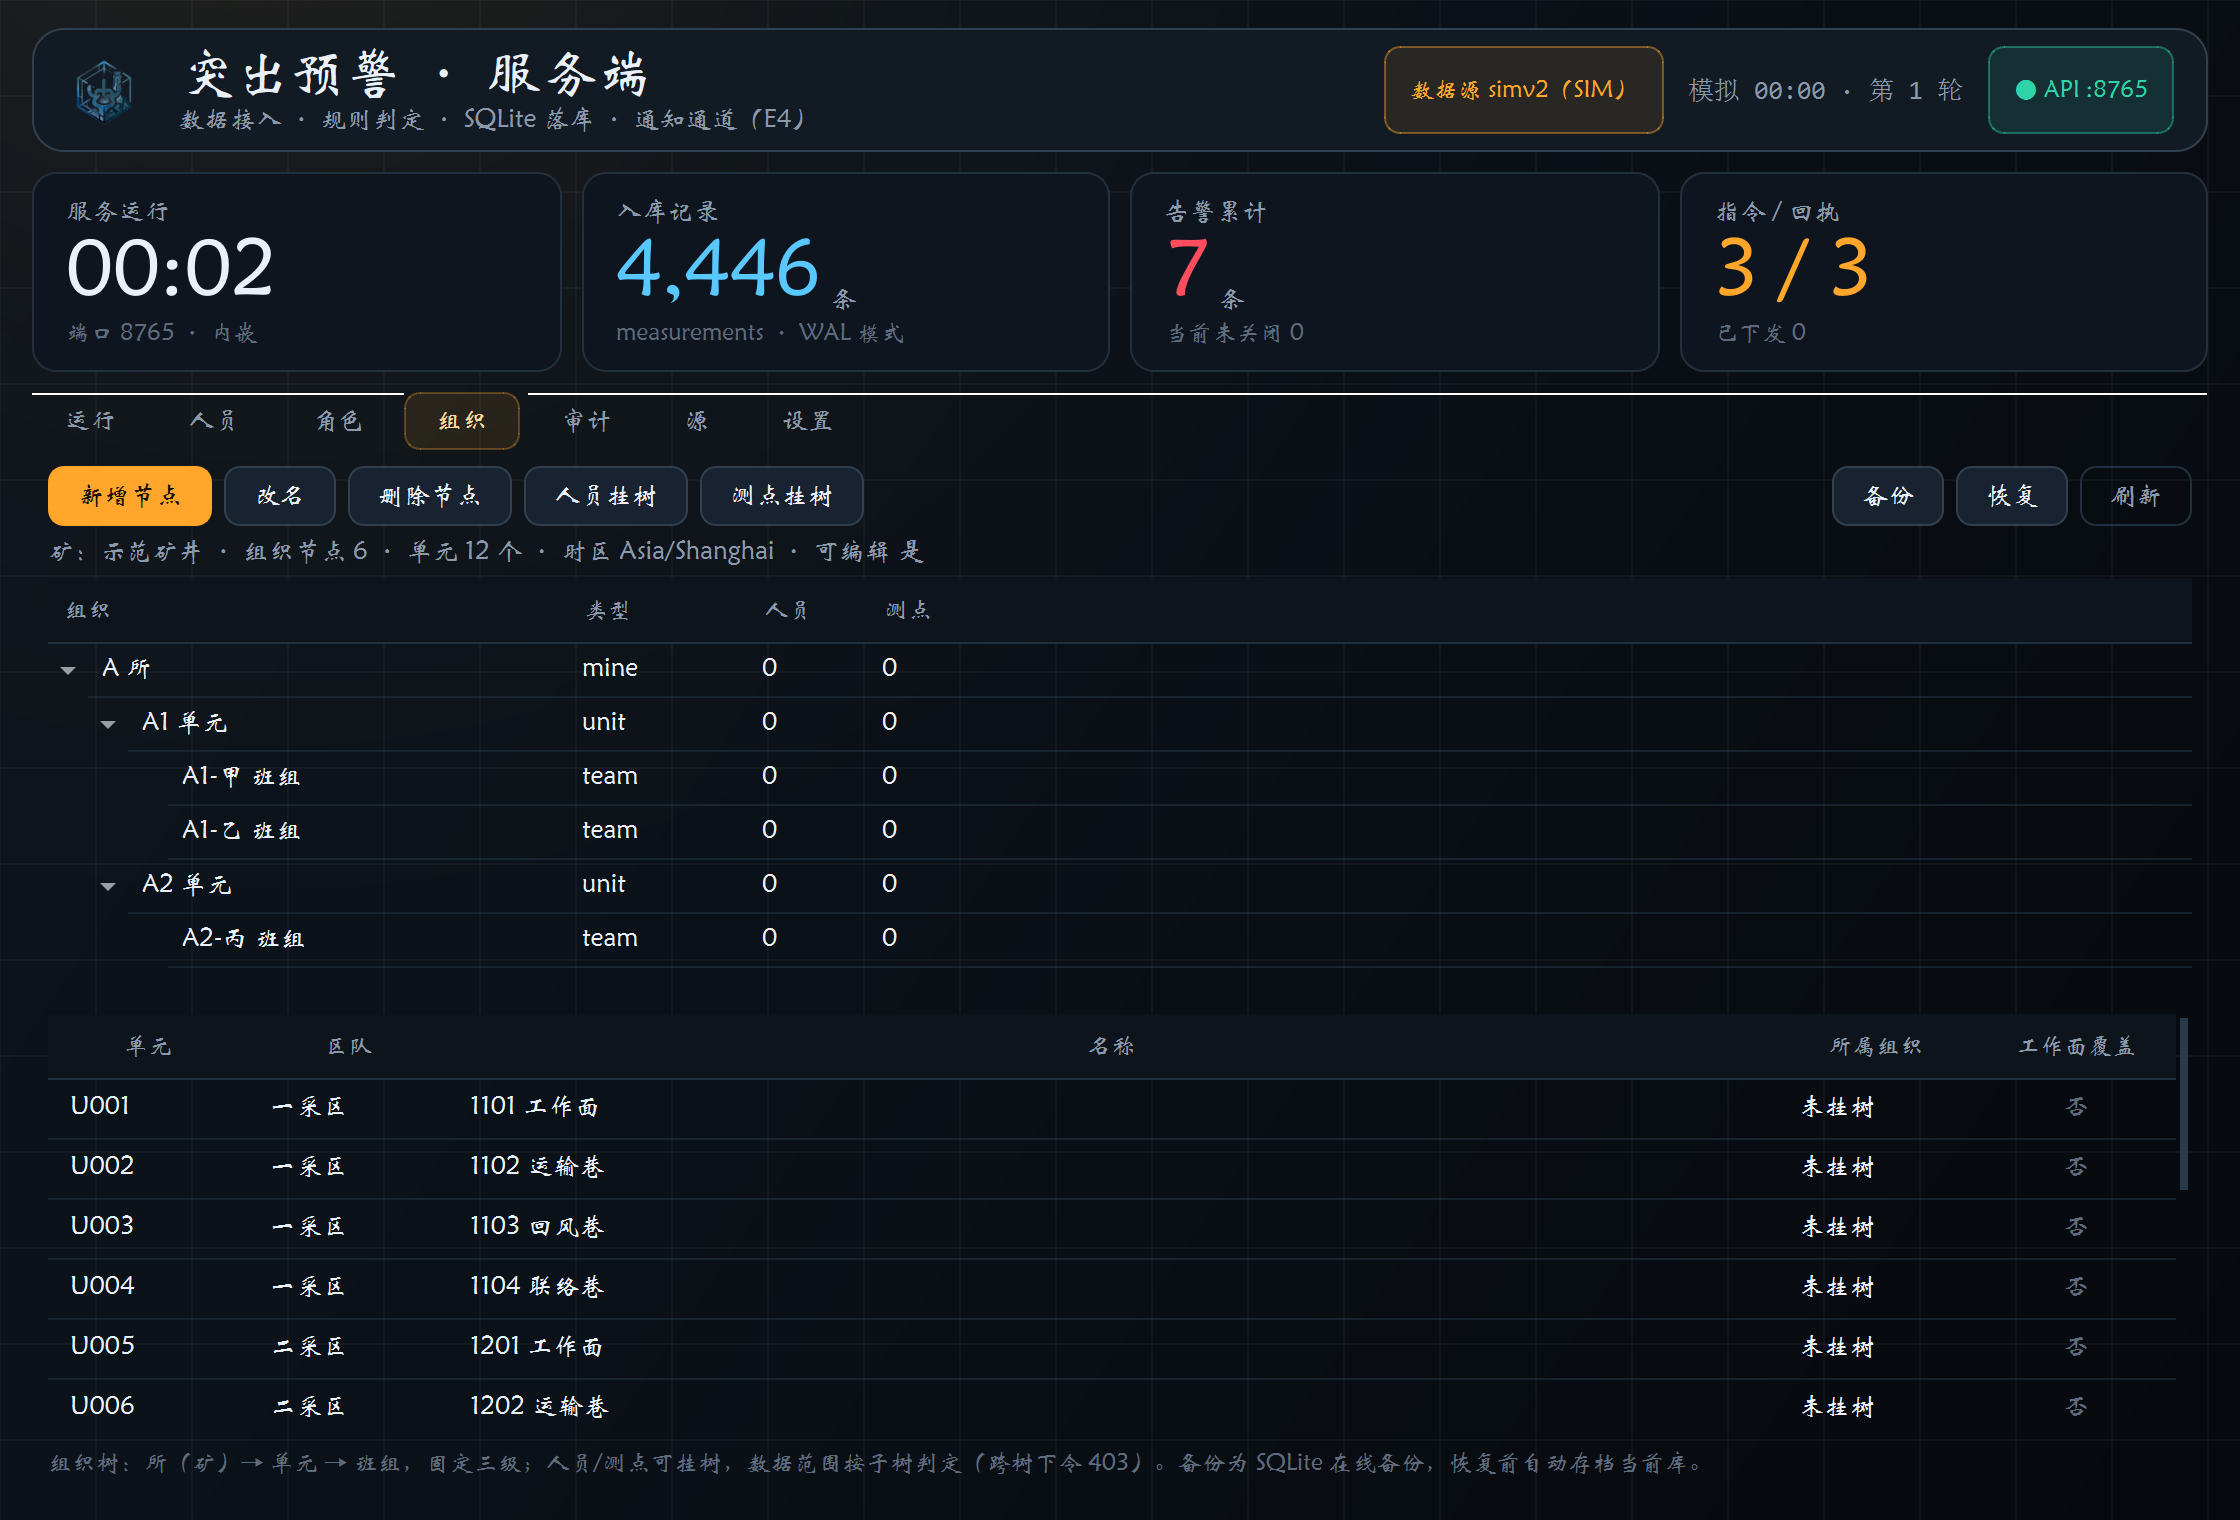 突出预警 · 服务端
数据接入 · 规则判定 · SQLite 落库 · 通知通道（E4）
数据源 simv2（SIM）
模拟 00:00 · 第 1 轮
API :8765
服务运行
00:02
端口 8765 · 内嵌
入库记录
4,446 条
measurements · WAL 模式
告警累计
7 条
当前未关闭 0
指令 / 回执
3 / 3
已下发 0
运行 人员 角色 组织 审计 源 设置
新增节点 改名 删除节点 人员挂树 测点挂树 备份 恢复 刷新
矿：示范矿井 · 组织节点 6 · 单元 12 个 · 时区 Asia/Shanghai · 可编辑 是
组织 类型 人员 测点
A 所 mine 0 0
A1 单元 unit 0 0
A1-甲 班组 team 0 0
A1-乙 班组 team 0 0
A2 单元 unit 0 0
A2-丙 班组 team 0 0
单元 区队 名称 所属组织 工作面覆盖
U001 一采区 1101 工作面 未挂树 否
U002 一采区 1102 运输巷 未挂树 否
U003 一采区 1103 回风巷 未挂树 否
U004 一采区 1104 联络巷 未挂树 否
U005 二采区 1201 工作面 未挂树 否
U006 二采区 1202 运输巷 未挂树 否
组织树：所（矿）→ 单元 → 班组，固定三级；人员/测点可挂树，数据范围按子树判定（跨树下令 403）。备份为 SQLite 在线备份，恢复前自动存档当前库。